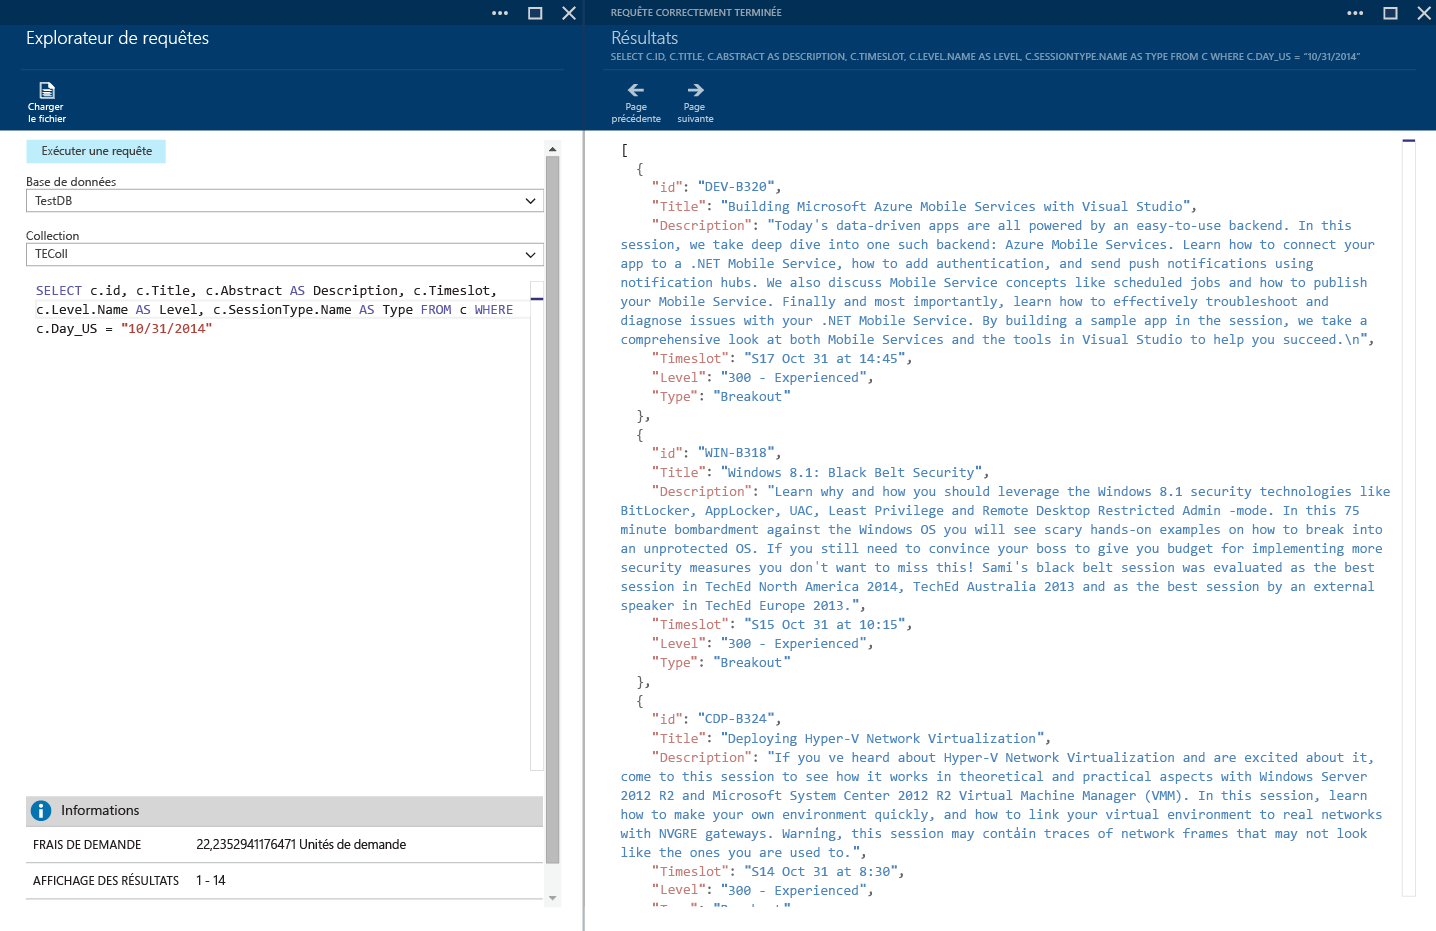 Explorateur de requêtes
Charger
le fichier
Exécuter une requête
Base de données
TestDB
Collection
TEColl
SELECT c.id, c.Title, c.Abstract AS Description, c.Timeslot,
c.Level.Name AS Level, c.SessionType.Name AS Type FROM c WHERE
c.Day_US = "10/31/2014"
Informations
FRAIS DE DEMANDE 22,2352941176471 Unités de demande
AFFICHAGE DES RÉSULTATS 1 - 14
REQUÊTE CORRECTEMENT TERMINÉE
Résultats
SELECT C.ID, C.TITLE, C.ABSTRACT AS DESCRIPTION, C.TIMESLOT, C.LEVEL.NAME AS LEVEL, C.SESSIONTYPE.NAME AS TYPE FROM C WHERE C.DAY_US = "10/31/2014"
Page
précédente
Page
suivante
[
{
"id": "DEV-B320",
"Title": "Building Microsoft Azure Mobile Services with Visual Studio",
"Description": "Today's data-driven apps are all powered by an easy-to-use backend. In this
session, we take deep dive into one such backend: Azure Mobile Services. Learn how to connect your
app to a .NET Mobile Service, how to add authentication, and send push notifications using
notification hubs. We also discuss Mobile Service concepts like scheduled jobs and how to publish
your Mobile Service. Finally and most importantly, learn how to effectively troubleshoot and
diagnose issues with your .NET Mobile Service. By building a sample app in the session, we take a
comprehensive look at both Mobile Services and the tools in Visual Studio to help you succeed.\n",
"Timeslot": "S17 Oct 31 at 14:45",
"Level": "300 - Experienced",
"Type": "Breakout"
},
{
"id": "WIN-B318",
"Title": "Windows 8.1: Black Belt Security",
"Description": "Learn why and how you should leverage the Windows 8.1 security technologies like
BitLocker, AppLocker, UAC, Least Privilege and Remote Desktop Restricted Admin -mode. In this 75
minute bombardment against the Windows OS you will see scary hands-on examples on how to break into
an unprotected OS. If you still need to convince your boss to give you budget for implementing more
security measures you don't want to miss this! Sami's black belt session was evaluated as the best
session in TechEd North America 2014, TechEd Australia 2013 and as the best session by an external
speaker in TechEd Europe 2013.",
"Timeslot": "S15 Oct 31 at 10:15",
"Level": "300 - Experienced",
"Type": "Breakout"
},
{
"id": "CDP-B324",
"Title": "Deploying Hyper-V Network Virtualization",
"Description": "If you ve heard about Hyper-V Network Virtualization and are excited about it,
come to this session to see how it works in theoretical and practical aspects with Windows Server
2012 R2 and Microsoft System Center 2012 R2 Virtual Machine Manager (VMM). In this session, learn
how to make your own environment quickly, and how to link your virtual environment to real networks
with NVGRE gateways. Warning, this session may contain traces of network frames that may not look
like the ones you are used to.",
"Timeslot": "S14 Oct 31 at 8:30",
"Level": "300 - Experienced",